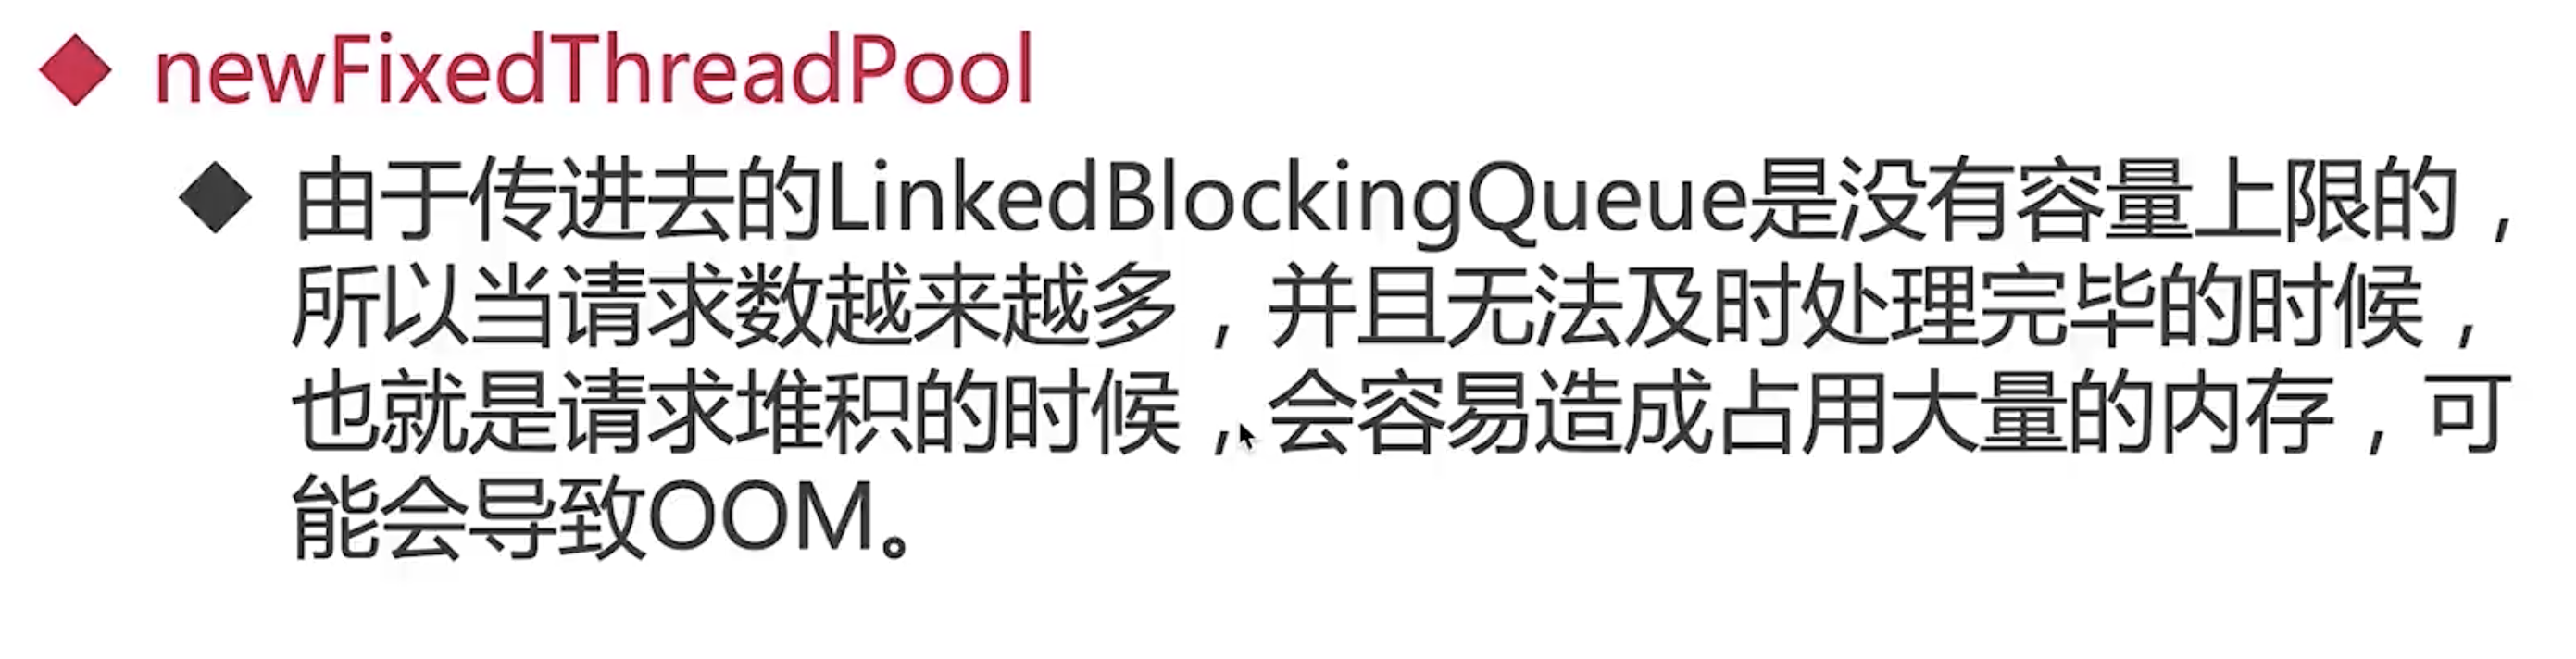 newFixedThreadPool
由于传进去的LinkedBlockingQueue是没有容量上限的，
所以当请求数越来越多，并且无法及时处理完毕的时候，
也就是请求堆积的时候，会容易造成占用大量的内存，可
能会导致OOM。